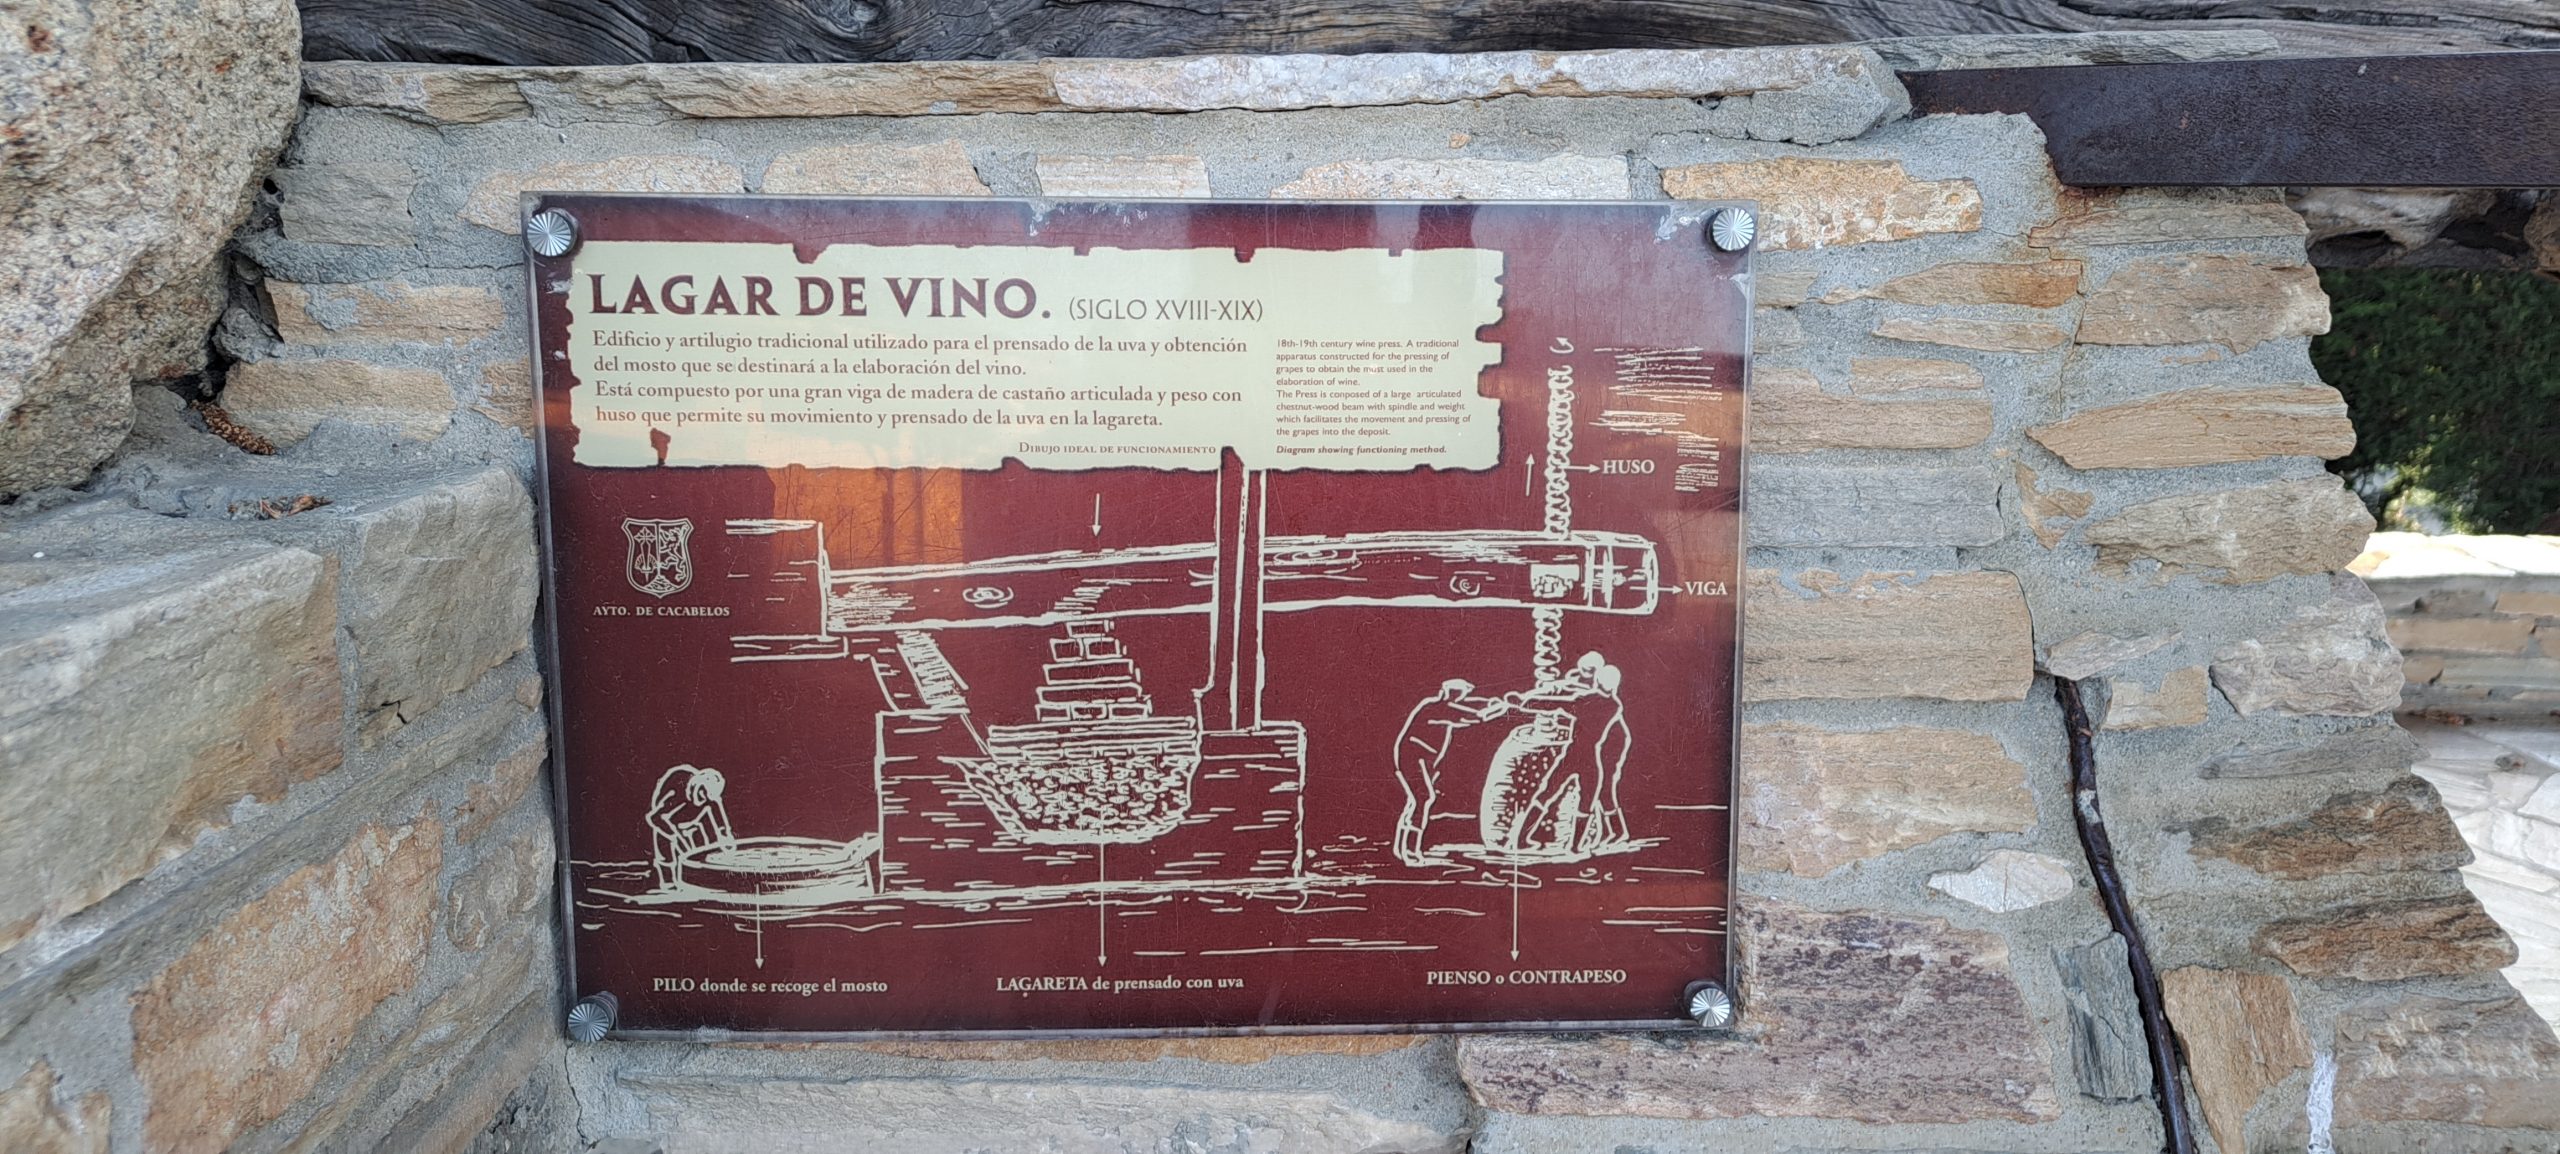 LAGAR DE VINO. (SIGLO XVIII-XIX)
Edificio y artilugio tradicional utilizado para el prensado de la uva y obtención
del mosto que se destinará a la elaboración del vino.
Está compuesto por una gran viga de madera de castaño articulada y peso con
huso que permite su movimiento y prensado de la uva en la lagareta.
DIBUJO IDEAL DE FUNCIONAMIENTO
18th-19th century wine press. A traditional
apparatus constructed for the pressing of
grapes to obtain the must used in the
elaboration of wine.
The Press is conposed of a large articulated
chestnut-wood beam with spindle and weight
which facilitates the movement and pressing of
the grapes into the deposit.
Diagram showing functioning method.
HUSO
VIGA
AYTO. DE CACABELOS
PILO donde se recoge el mosto
LAGARETA de prensado con uva
PIENSO o CONTRAPESO